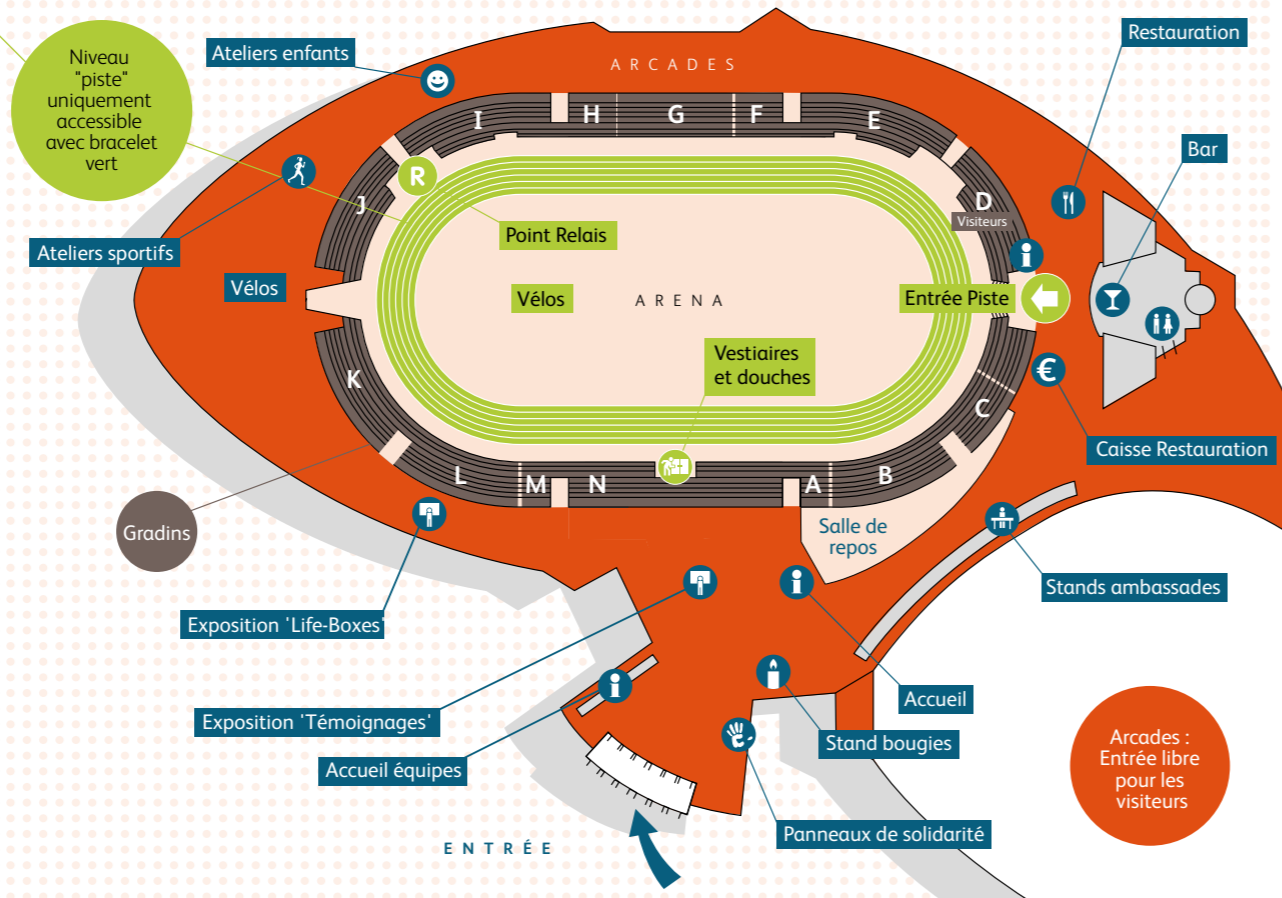 Niveau
"piste"
uniquement
accessible
avec bracelet
vert
Ateliers enfants
ARCADES
Restauration
Bar
I
H
G
F
E
J
R
D
Visiteurs
Point Relais
Ateliers sportifs
Vélos
Vélos
ARENA
Entrée Piste
Vestiaires
et douches
K
C
€
Caisse Restauration
L
M
N
A
B
Gradins
Salle de
repos
Stands ambassades
Exposition 'Life-Boxes'
Accueil
Exposition 'Témoignages'
Stand bougies
Accueil équipes
Arcades :
Entrée libre
pour les
visiteurs
Panneaux de solidarité
ENTRÉE